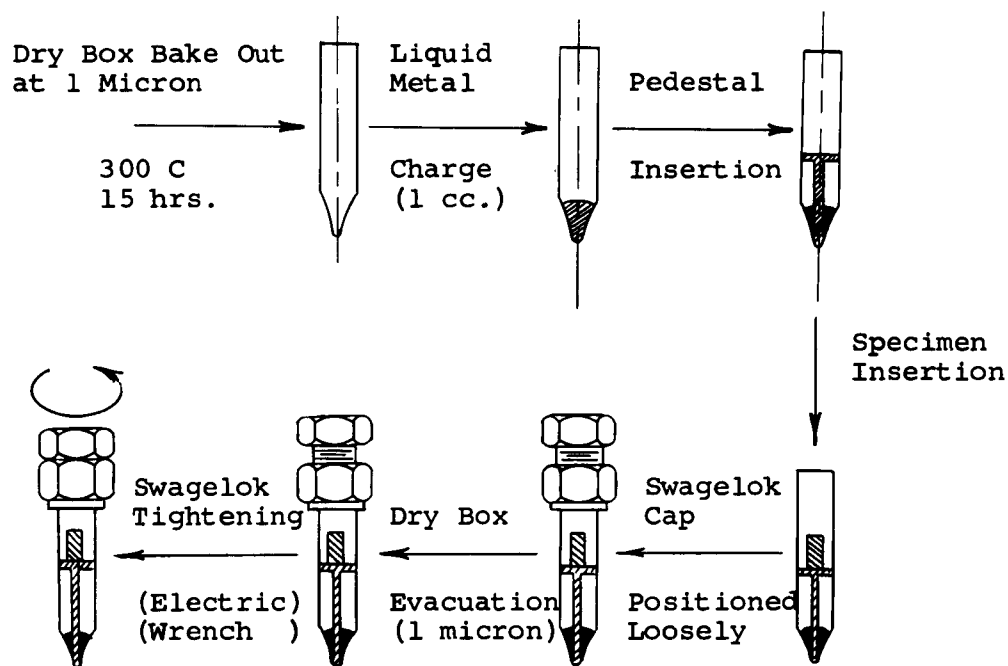 Dry Box Bake Out
at 1 Micron
300 C
15 hrs.
Liquid
Metal
Charge
(1 cc.)
Pedestal
Insertion
Specimen
Insertion
Swagelok
Cap
Positioned
Loosely
Dry Box
Evacuation
(1 micron)
Swagelok
Tightening
(Electric)
(Wrench )